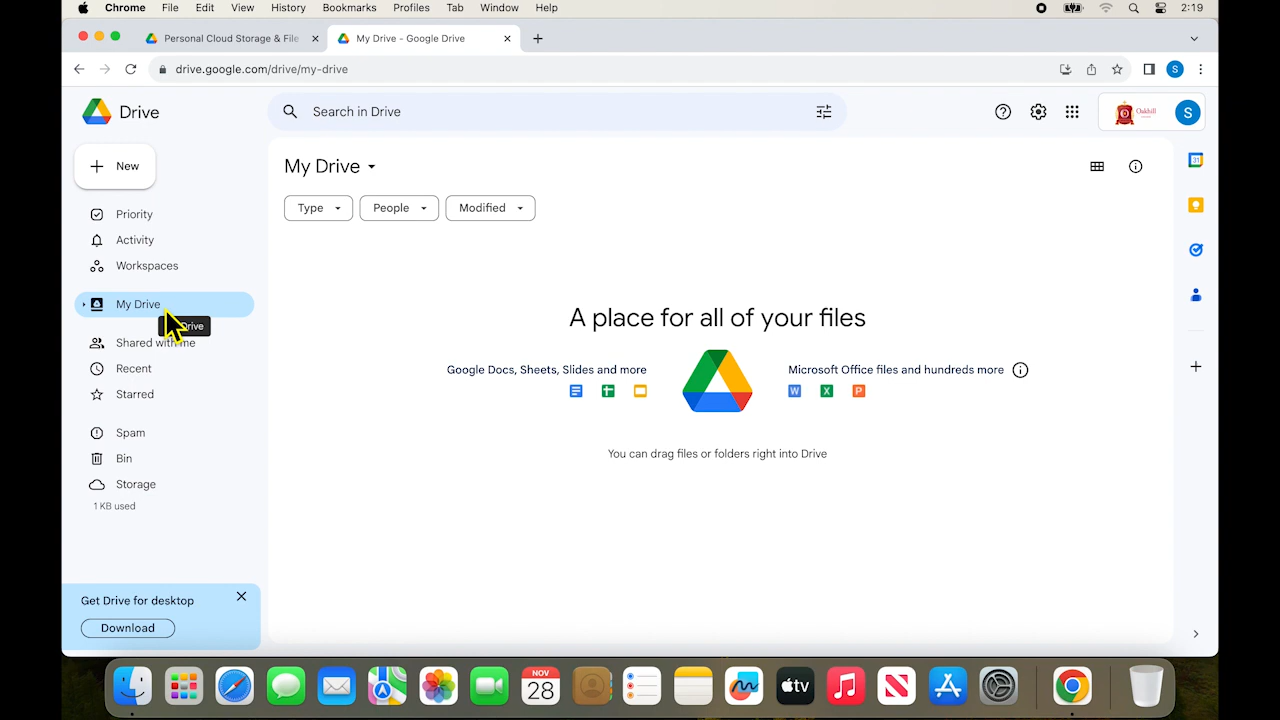 Chrome File Edit View History Bookmarks Profiles Tab Window Help 2:19
Personal Cloud Storage & File
My Drive - Google Drive
drive.google.com/drive/my-drive
S
Drive
Search in Drive
Oakhill
S
New
My Drive
31
Type
People
Modified
Priority
Activity
Workspaces
My Drive
Drive
Shared with me
Recent
Starred
Spam
Bin
Storage
1 KB used
A place for all of your files
Google Docs, Sheets, Slides and more
Microsoft Office files and hundreds more
W X P
You can drag files or folders right into Drive
Get Drive for desktop
Download
NOV
28
tv